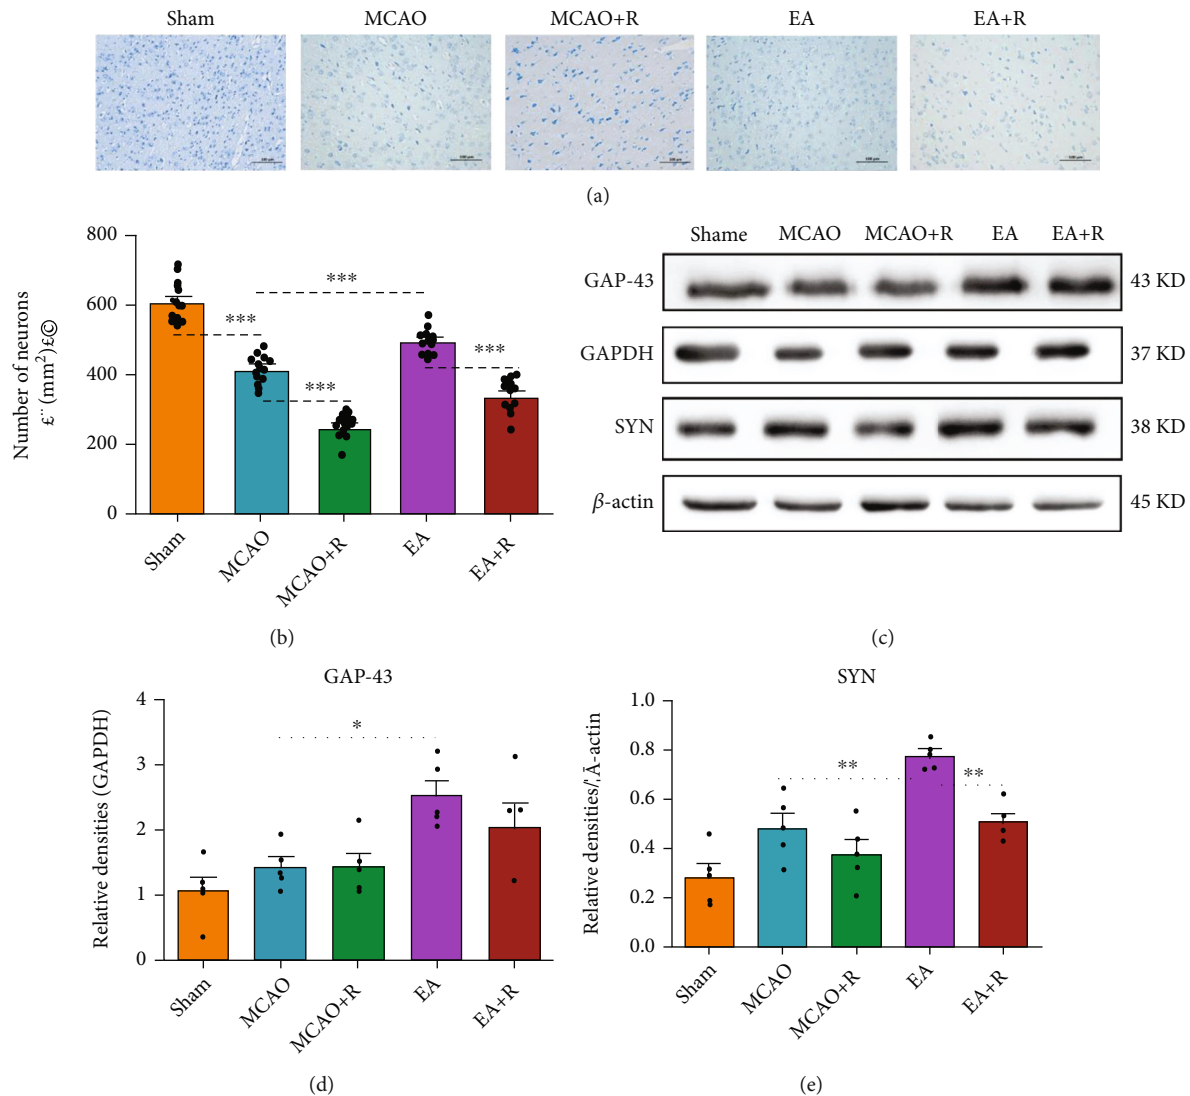 Sham MCAO MCAO+R EA EA+R
(a)
Number of neurons
£¨ (mm²)£©
800
600
400
200
0
***
***
***
***
Sham MCAO MCAO+R EA EA+R
(b)
Shame MCAO MCAO+R EA EA+R
GAP-43 43 KD
GAPDH 37 KD
SYN 38 KD
β-actin 45 KD
(c)
GAP-43
Relative densities (GAPDH)
4
3
2
1
0
*
Sham MCAO MCAO+R EA EA+R
(d)
SYN
Relative densities/¦Ā-actin
1.0
0.8
0.6
0.4
0.2
0.0
**
**
Sham MCAO MCAO+R EA EA+R
(e)